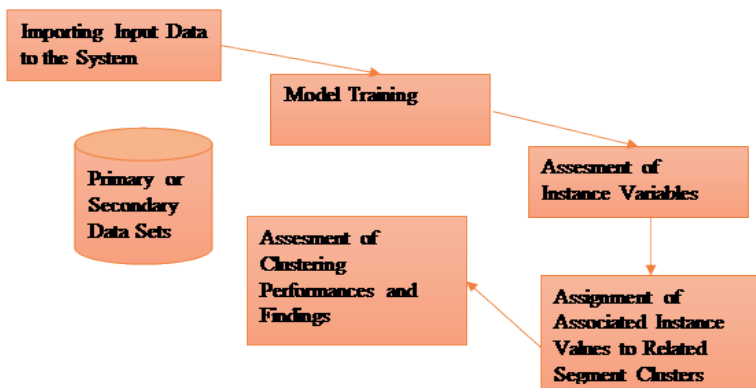 Importing Input Data
to the System
Model Training
Primary or
Secondary
Data Sets
Assesment of
Instance Variables
Assesment of
Clustering
Performances and
Findings
Assignment of
Associated Instance
Values to Related
Segment Clusters